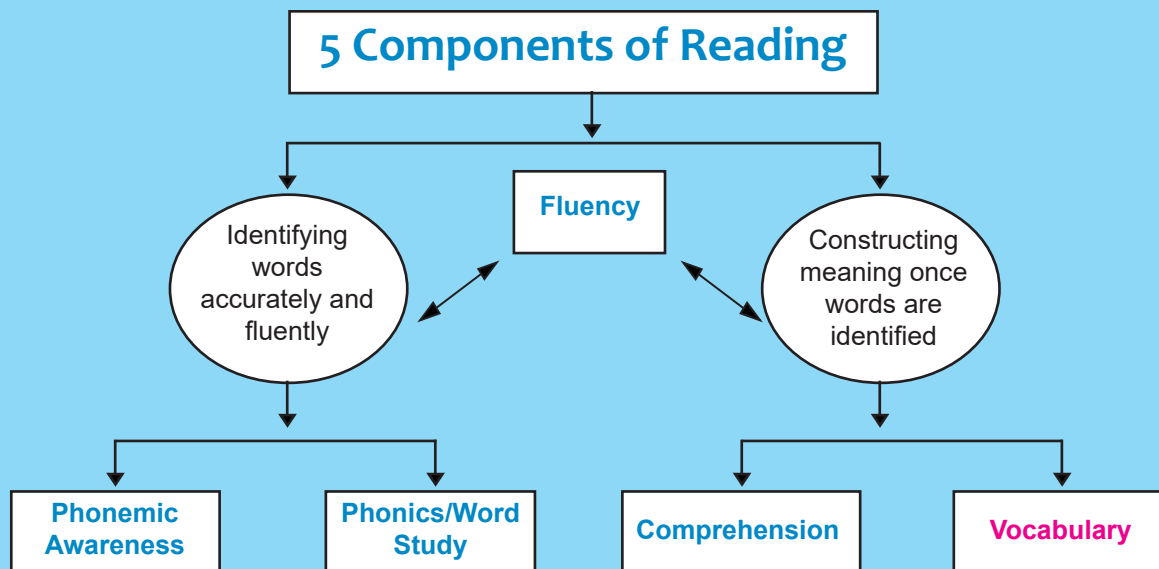 5 Components of Reading
Fluency
Identifying
words
accurately and
fluently
Constructing
meaning once
words are
identified
Phonemic
Awareness
Phonics/Word
Study
Comprehension
Vocabulary